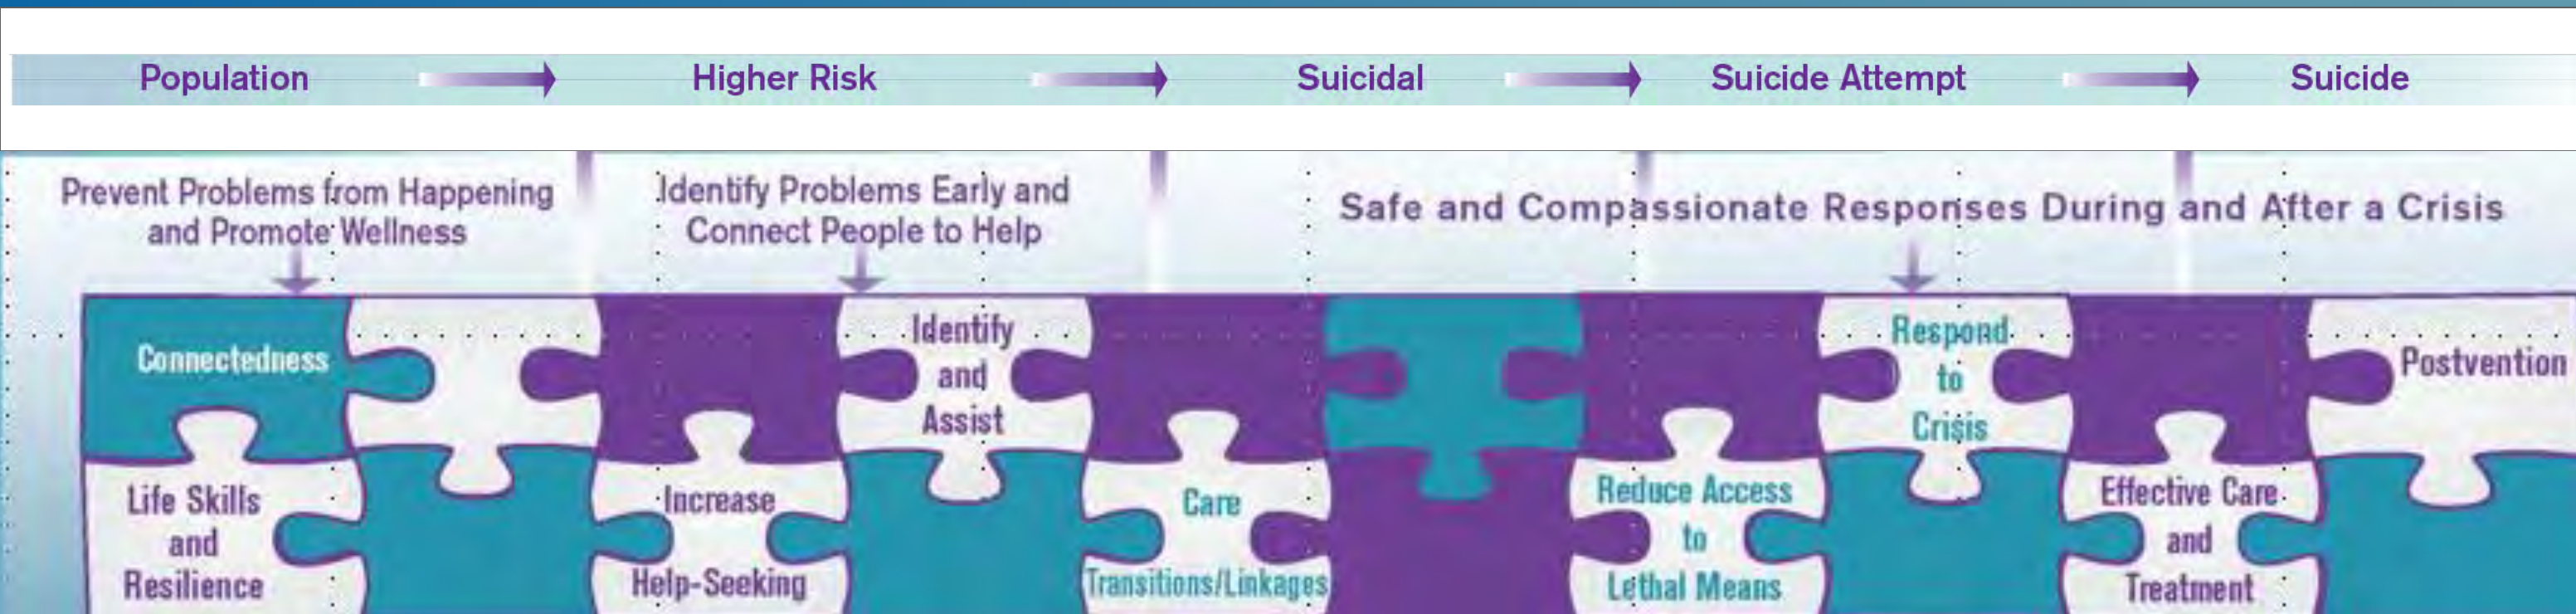 Population Higher Risk Suicidal Suicide Attempt Suicide
Prevent Problems from Happening
and Promote Wellness
Identify Problems Early and
Connect People to Help
Safe and Compassionate Responses During and After a Crisis
Connectedness
Identify
and
Assist
Respond
to
Crisis
Postvention
Life Skills
and
Resilience
Increase
Help-Seeking
Care
Transitions/Linkages
Reduce Access
to
Lethal Means
Effective Care
and
Treatment